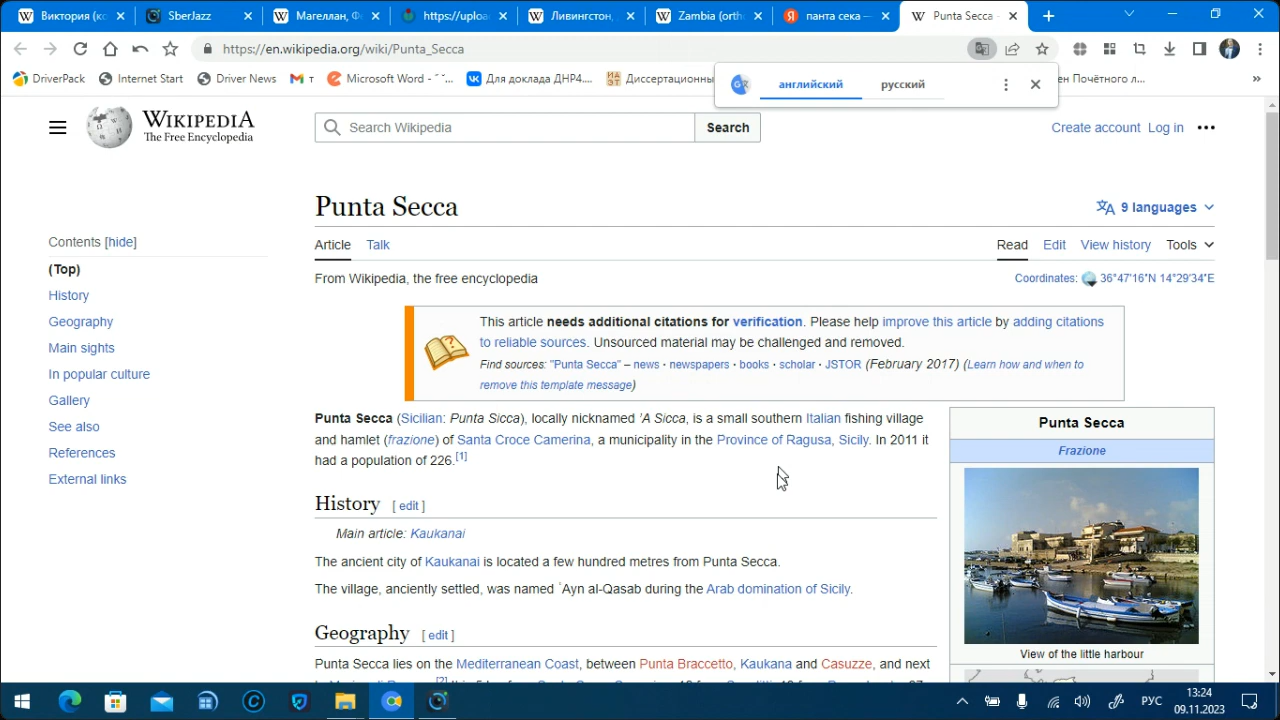 Виктория (ко
SberJazz
Магеллан, Ф
https://uploa
Ливингстон,
Zambia (orth
панта сека —
Punta Secca -
https://en.wikipedia.org/wiki/Punta_Secca
DriverPack
Internet Start
Driver News
т
Microsoft Word - ˆ˜...
Для доклада ДНР4....
Диссертационны
ен Почётного л...
»
английский
русский
WIKIPEDIA
The Free Encyclopedia
Search Wikipedia
Search
Create account
Log in
Punta Secca
9 languages
Contents [hide]
(Top)
History
Geography
Main sights
In popular culture
Gallery
See also
References
External links
Article
Talk
Read
Edit
View history
Tools
From Wikipedia, the free encyclopedia
Coordinates: 36°47′16″N 14°29′34″E
This article needs additional citations for verification. Please help improve this article by adding citations
to reliable sources. Unsourced material may be challenged and removed.
Find sources: "Punta Secca" – news · newspapers · books · scholar · JSTOR (February 2017) (Learn how and when to
remove this template message)
Punta Secca (Sicilian: Punta Sicca), locally nicknamed 'A Sicca, is a small southern Italian fishing village
and hamlet (frazione) of Santa Croce Camerina, a municipality in the Province of Ragusa, Sicily. In 2011 it
had a population of 226.[1]
History [ edit ]
Main article: Kaukanai
The ancient city of Kaukanai is located a few hundred metres from Punta Secca.
The village, anciently settled, was named ʿAyn al-Qasab during the Arab domination of Sicily.
Geography [ edit ]
Punta Secca lies on the Mediterranean Coast, between Punta Braccetto, Kaukana and Casuzze, and next
Punta Secca
Frazione
View of the little harbour
РУС
13:24
09.11.2023